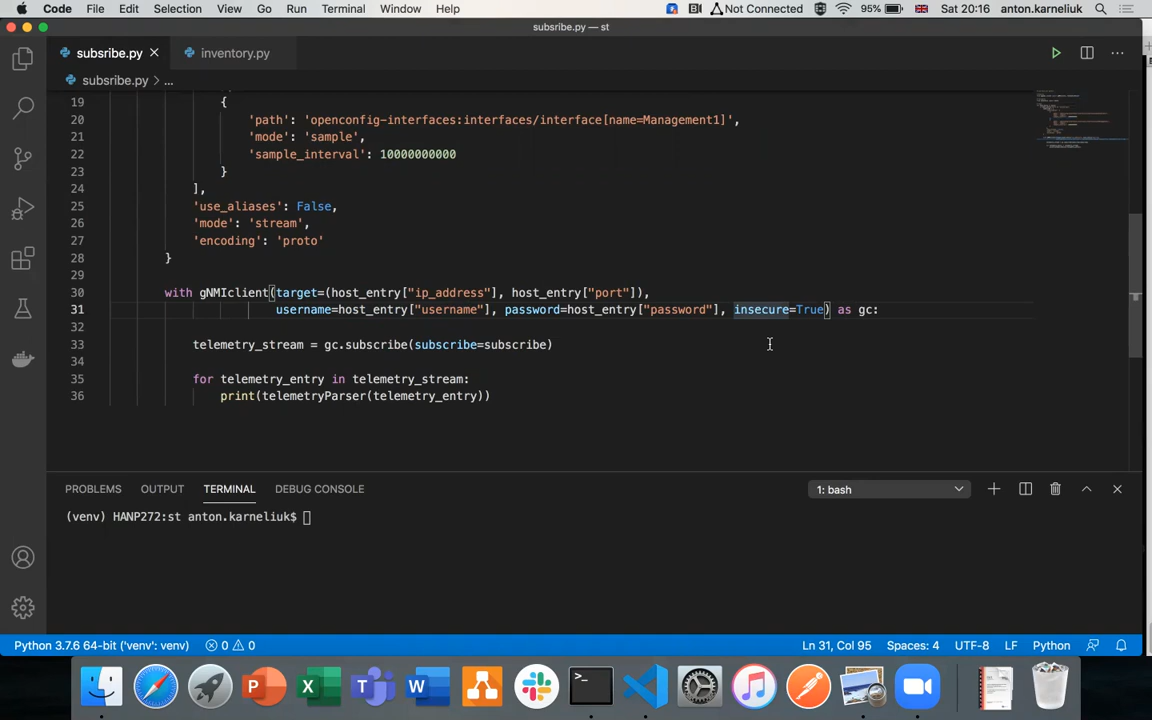 Code File Edit Selection View Go Run Terminal Window Help Not Connected 95% Sat 20:16 anton.karneliuk
subsribe.py — st
subsribe.py inventory.py
subsribe.py > ...
19 {
20 'path': 'openconfig-interfaces:interfaces/interface[name=Management1]',
21 'mode': 'sample',
22 'sample_interval': 10000000000
23 }
24 ],
25 'use_aliases': False,
26 'mode': 'stream',
27 'encoding': 'proto'
28 }
29
30 with gNMIclient(target=(host_entry["ip_address"], host_entry["port"]),
31 username=host_entry["username"], password=host_entry["password"], insecure=True) as gc:
32
33 telemetry_stream = gc.subscribe(subscribe=subscribe)
34
35 for telemetry_entry in telemetry_stream:
36 print(telemetryParser(telemetry_entry))
PROBLEMS OUTPUT TERMINAL DEBUG CONSOLE 1: bash
(venv) HANP272:st anton.karneliuk$
Python 3.7.6 64-bit ('venv': venv) 0 0 Ln 31, Col 95 Spaces: 4 UTF-8 LF Python